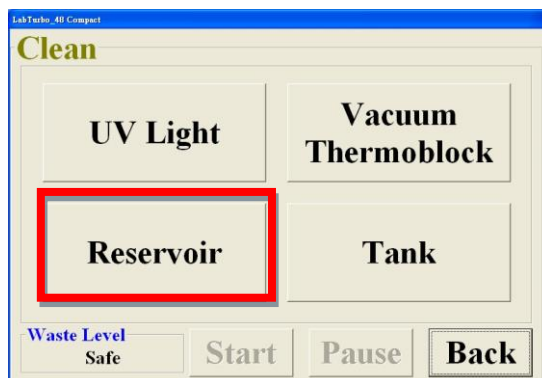 LabTurbo_48 Compact
Clean
UV Light
Vacuum
Thermoblock
Reservoir
Tank
Waste Level
Safe
Start
Pause
Back